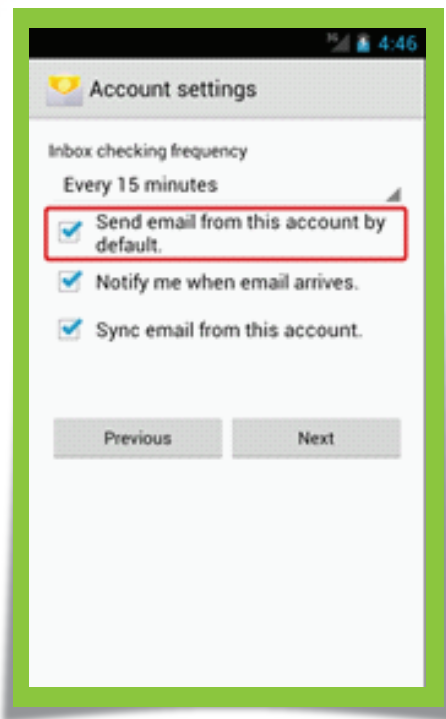 3G 4:46
Account settings
Inbox checking frequency
Every 15 minutes
Send email from this account by
default.
Notify me when email arrives.
Sync email from this account.
Previous Next